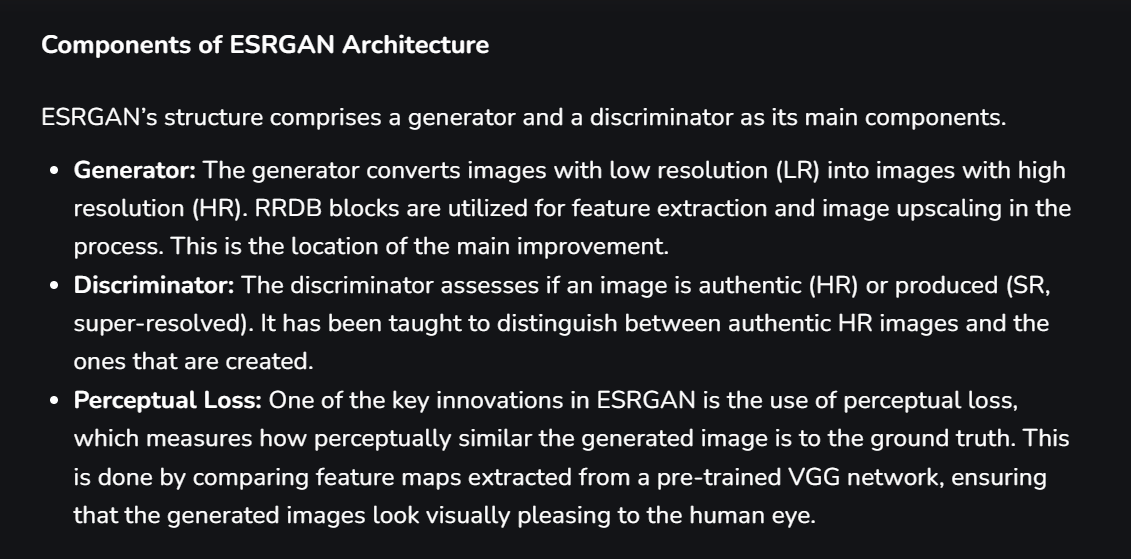 Components of ESRGAN Architecture
ESRGAN’s structure comprises a generator and a discriminator as its main components.
• Generator: The generator converts images with low resolution (LR) into images with high
resolution (HR). RRDB blocks are utilized for feature extraction and image upscaling in the
process. This is the location of the main improvement.
• Discriminator: The discriminator assesses if an image is authentic (HR) or produced (SR,
super-resolved). It has been taught to distinguish between authentic HR images and the
ones that are created.
• Perceptual Loss: One of the key innovations in ESRGAN is the use of perceptual loss,
which measures how perceptually similar the generated image is to the ground truth. This
is done by comparing feature maps extracted from a pre-trained VGG network, ensuring
that the generated images look visually pleasing to the human eye.